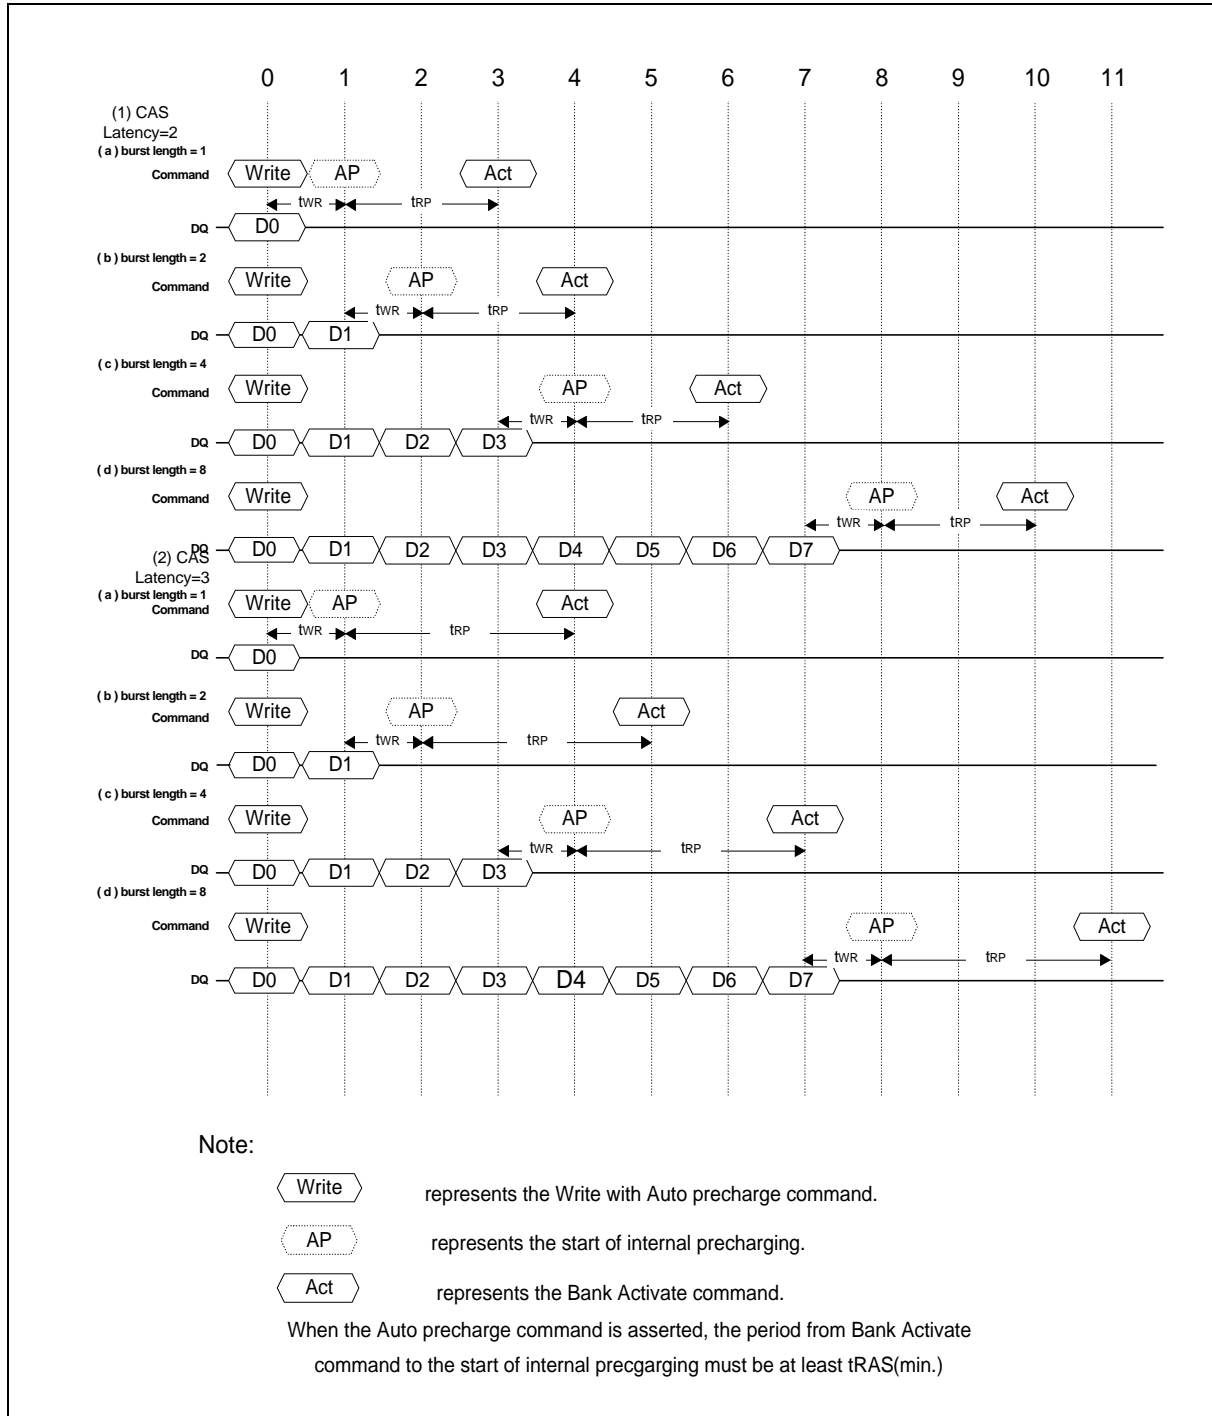 0 1 2 3 4 5 6 7 8 9 10 11
(1) CAS
Latency=2
( a ) burst length = 1
Command Write AP Act
tWR tRP
DQ D0
( b ) burst length = 2
Command Write AP Act
tWR tRP
DQ D0 D1
( c ) burst length = 4
Command Write AP Act
tWR tRP
DQ D0 D1 D2 D3
( d ) burst length = 8
Command Write AP Act
tWR tRP
DQ D0 D1 D2 D3 D4 D5 D6 D7
(2) CAS
Latency=3
( a ) burst length = 1
Command Write AP Act
tWR tRP
DQ D0
( b ) burst length = 2
Command Write AP Act
tWR tRP
DQ D0 D1
( c ) burst length = 4
Command Write AP Act
tWR tRP
DQ D0 D1 D2 D3
( d ) burst length = 8
Command Write AP Act
tWR tRP
DQ D0 D1 D2 D3 D4 D5 D6 D7
Note:
Write represents the Write with Auto precharge command.
AP represents the start of internal precharging.
Act represents the Bank Activate command.
When the Auto precharge command is asserted, the period from Bank Activate
command to the start of internal precgarging must be at least tRAS(min.)